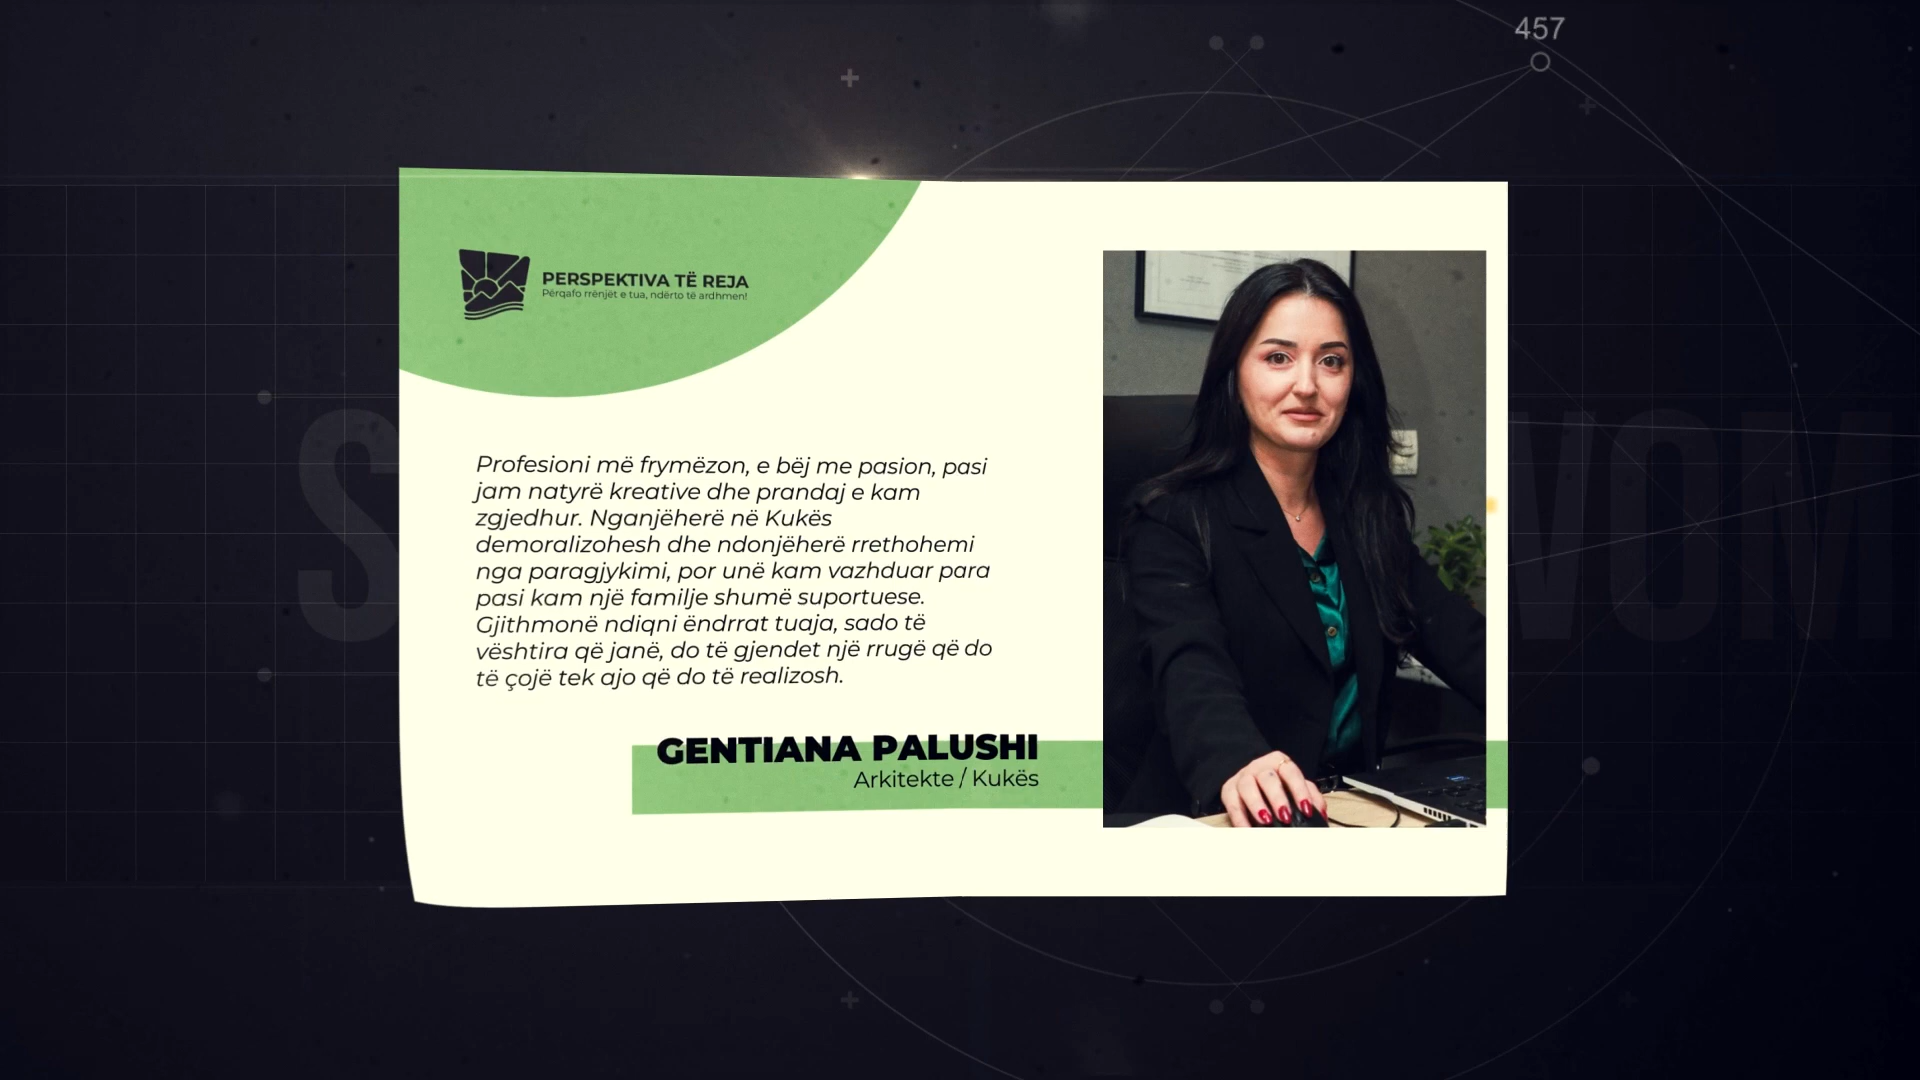 457
PERSPEKTIVA TË REJA
Përqafo rrënjët e tua, ndërto të ardhmen!
Profesioni më frymëzon, e bëj me pasion, pasi
jam natyrë kreative dhe prandaj e kam
zgjedhur. Nganjëherë në Kukës
demoralizohesh dhe ndonjëherë rrethohemi
nga paragjykimi, por unë kam vazhduar para
pasi kam një familje shumë suportuese.
Gjithmonë ndiqni ëndrrat tuaja, sado të
vështira që janë, do të gjendet një rrugë që do
të çojë tek ajo që do të realizosh.
GENTIANA PALUSHI
Arkitekte / Kukës